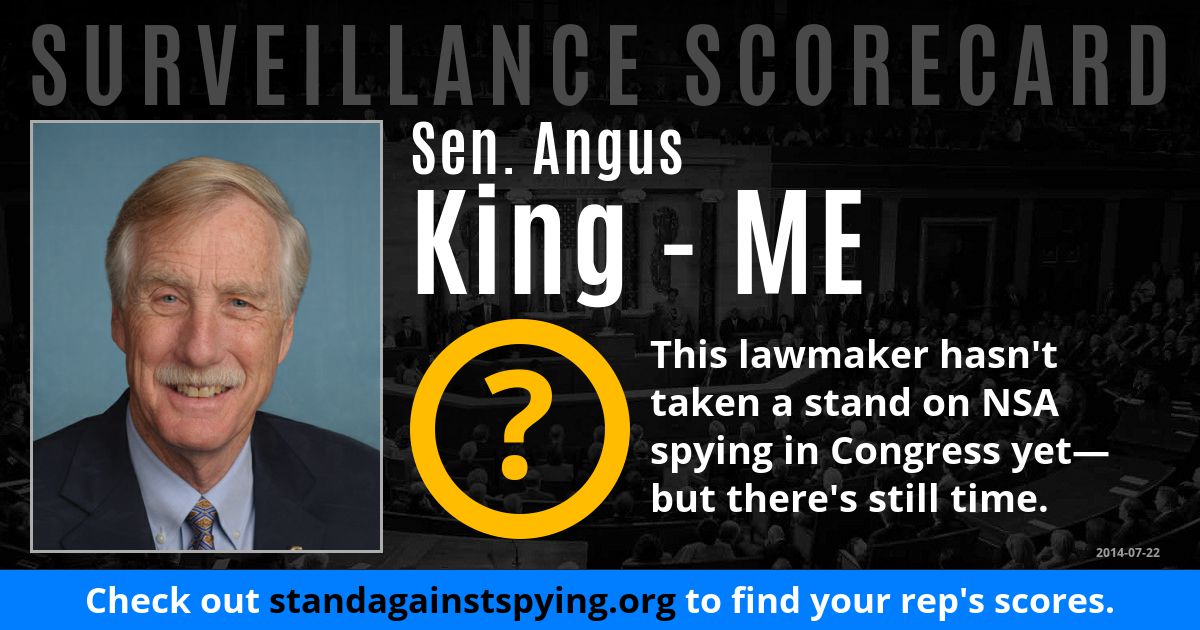 SURVEILLANCE SCORECARD
Sen. Angus
King - ME
?
This lawmaker hasn't
taken a stand on NSA
spying in Congress yet—
but there's still time.
2014-07-22
Check out standagainstspying.org to find your rep's scores.